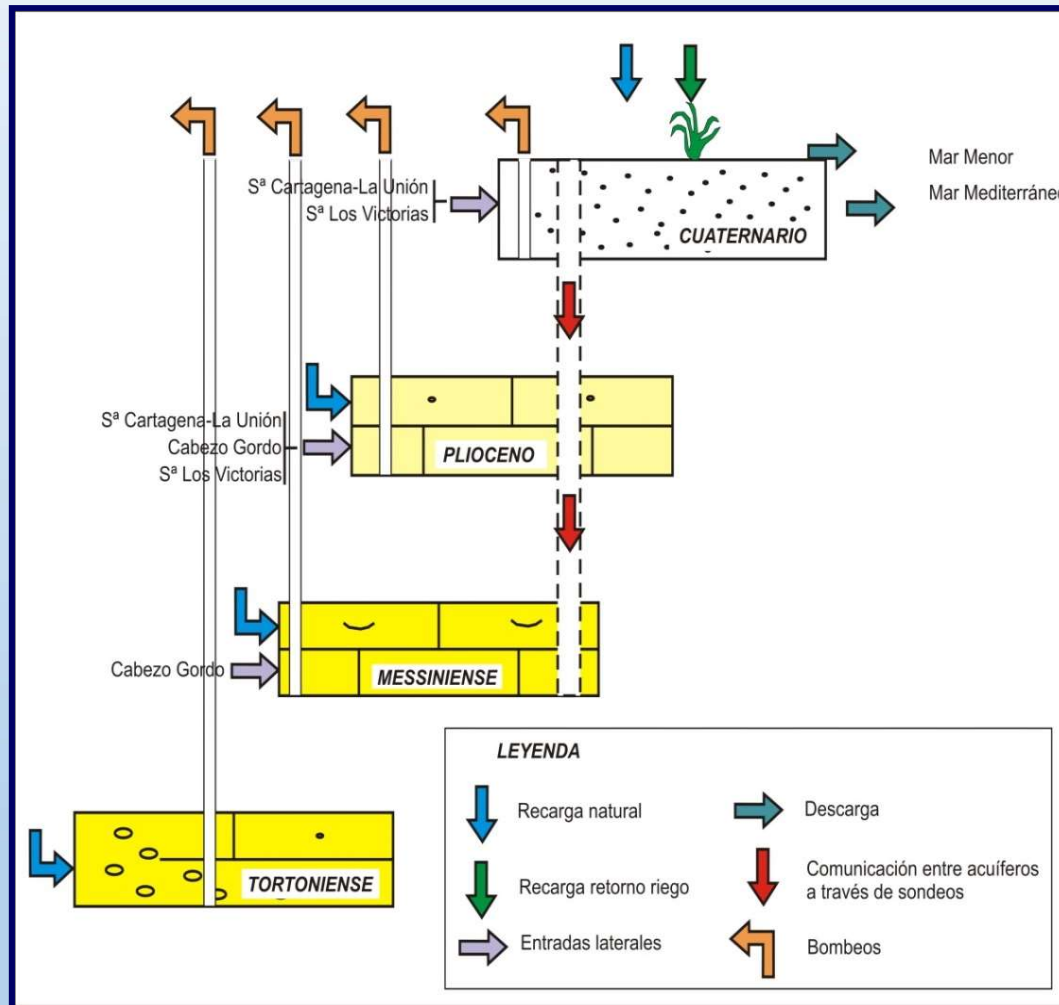 Mar Menor
Sª Cartagena-La Unión
Sª Los Victorias
Mar Mediterráneo
CUATERNARIO
Sª Cartagena-La Unión
Cabezo Gordo
Sª Los Victorias
PLIOCENO
Cabezo Gordo
MESSINIENSE
TORTONIENSE
LEYENDA
Recarga natural
Descarga
Recarga retorno riego
Comunicación entre acuíferos
a través de sondeos
Entradas laterales
Bombeos